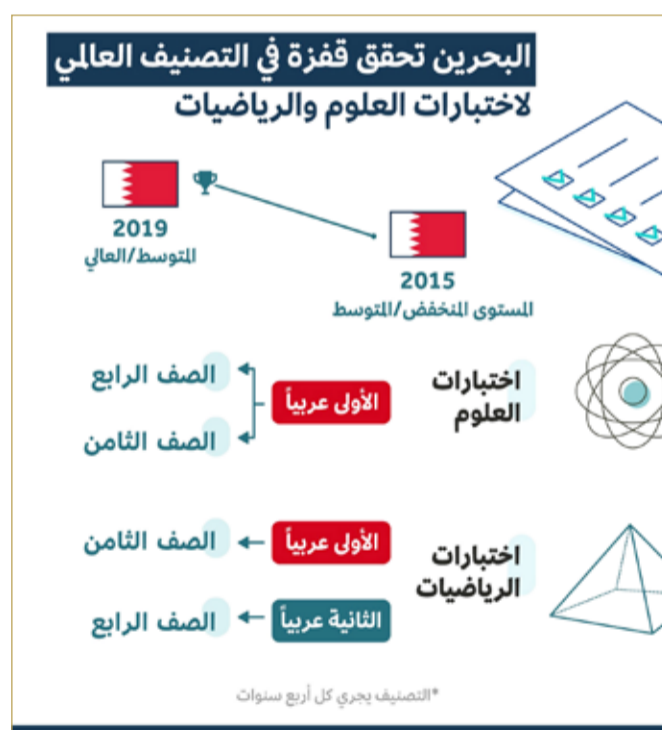 البحرين تحقق قفزة في التصنيف العالمي
لاختبارات العلوم والرياضيات
2019
المتوسط/العالي
2015
المستوى المنخفض/المتوسط
اختبارات
العلوم
الأولى عربياً
الصف الرابع
الصف الثامن
اختبارات
الرياضيات
الأولى عربياً
الصف الثامن
الثانية عربياً
الصف الرابع
*التصنيف يجري كل أربع سنوات